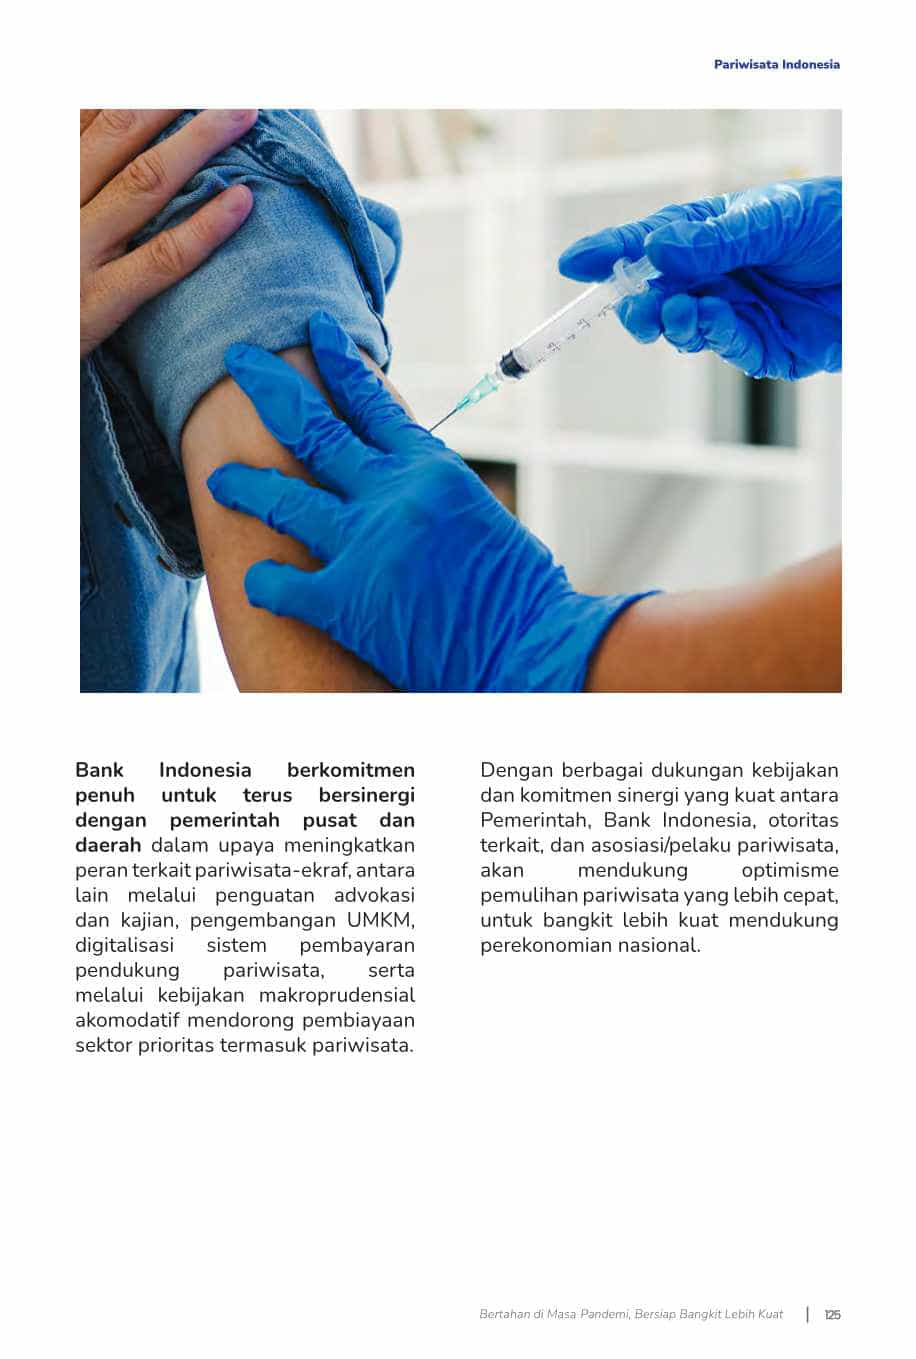 Pariwisata Indonesia
Bank Indonesia berkomitmen
penuh untuk terus bersinergi
dengan pemerintah pusat dan
daerah dalam upaya meningkatkan
peran terkait pariwisata-ekraf, antara
lain melalui penguatan advokasi
dan kajian, pengembangan UMKM,
digitalisasi sistem pembayaran
pendukung pariwisata, serta
melalui kebijakan makroprudensial
akomodatif mendorong pembiayaan
sektor prioritas termasuk pariwisata.
Dengan berbagai dukungan kebijakan
dan komitmen sinergi yang kuat antara
Pemerintah, Bank Indonesia, otoritas
terkait, dan asosiasi/pelaku pariwisata,
akan mendukung optimisme
pemulihan pariwisata yang lebih cepat,
untuk bangkit lebih kuat mendukung
perekonomian nasional.
Bertahan di Masa Pandemi, Bersiap Bangkit Lebih Kuat | 125